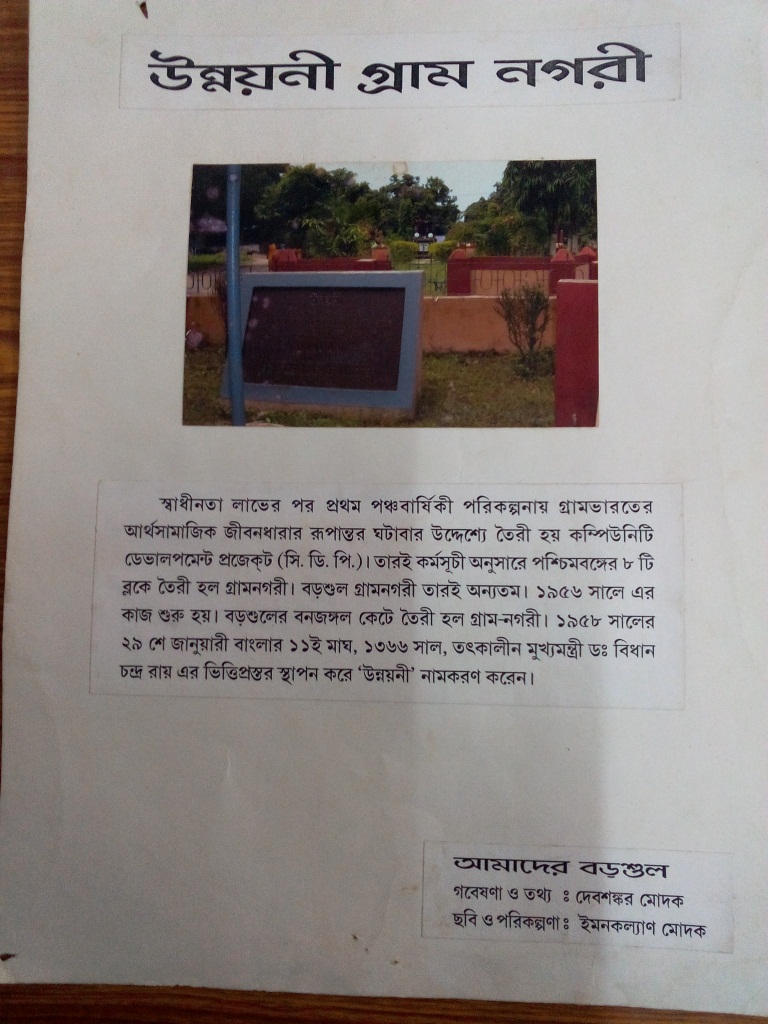 উন্নয়নী গ্রাম নগরী
স্বাধীনতা লাভের পর প্রথম পঞ্চবার্ষিকী পরিকল্পনায় গ্রামভারতের
আর্থসামাজিক জীবনধারার রূপান্তর ঘটাবার উদ্দেশ্যে তৈরী হয় কম্পিউনিটি
ডেভালপমেন্ট প্রজেক্ট (সি. ডি. পি.)। তারই কর্মসূচী অনুসারে পশ্চিমবঙ্গের ৮ টি
ব্লকে তৈরী হল গ্রামনগরী। বড়শুল গ্রামনগরী তারই অন্যতম। ১৯৫৬ সালে এর
কাজ শুরু হয়। বড়শুলের বনজঙ্গল কেটে তৈরী হল গ্রাম-নগরী। ১৯৫৮ সালের
২৯ শে জানুয়ারী বাংলার ১১ই মাঘ, ১৩৬৬ সাল, তৎকালীন মুখ্যমন্ত্রী ডঃ বিধান
চন্দ্র রায় এর ভিত্তিপ্রস্তর স্থাপন করে ‘উন্নয়নী’ নামকরণ করেন।
আমাদের বড়শুল
গবেষণা ও তথ্য ঃ দেবশঙ্কর মোদক
ছবি ও পরিকল্পণা ঃ ইমনকল্যাণ মোদক